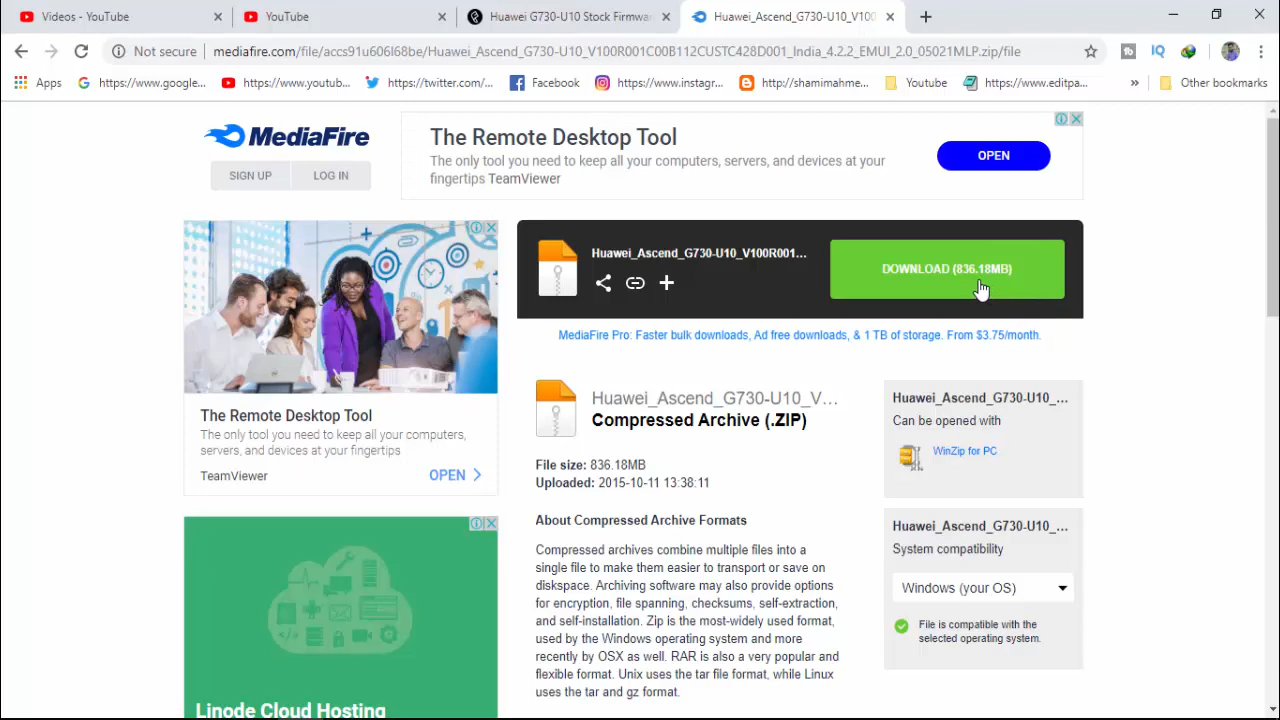 Videos - YouTube
YouTube
Huawei G730-U10 Stock Firmwa
Huawei_Ascend_G730-U10_V100
Not secure
mediafire.com/file/accs91u606l68be/Huawei_Ascend_G730-U10_V100R001C00B112CUSTC428D001_India_4.2.2_EMUI_2.0_05021MLP.zip/file
IQ
Apps
https://www.google...
https://www.youtub...
https://twitter.com/...
Facebook
https://www.instagr...
http://shamimahme...
Youtube
https://www.editpa...
»
Other bookmarks
MediaFire
SIGN UP
LOG IN
The Remote Desktop Tool
The only tool you need to keep all your computers, servers, and devices at your
fingertips TeamViewer
OPEN
Huawei_Ascend_G730-U10_V100R001...
DOWNLOAD (836.18MB)
MediaFire Pro: Faster bulk downloads, Ad free downloads, & 1 TB of storage. From $3.75/month.
The Remote Desktop Tool
The only tool you need to keep all your computers,
servers, and devices at your fingertips
TeamViewer
OPEN
Huawei_Ascend_G730-U10_V...
Compressed Archive (.ZIP)
File size: 836.18MB
Uploaded: 2015-10-11 13:38:11
About Compressed Archive Formats
Compressed archives combine multiple files into a
single file to make them easier to transport or save on
diskspace. Archiving software may also provide options
for encryption, file spanning, checksums, self-extraction,
and self-installation. Zip is the most-widely used format,
used by the Windows operating system and more
recently by OSX as well. RAR is also a very popular and
flexible format. Unix uses the tar file format, while Linux
uses the tar and gz format.
Huawei_Ascend_G730-U10_...
Can be opened with
WinZip for PC
Huawei_Ascend_G730-U10_...
System compatibility
Windows (your OS)
File is compatible with the
selected operating system.
Linode Cloud Hosting